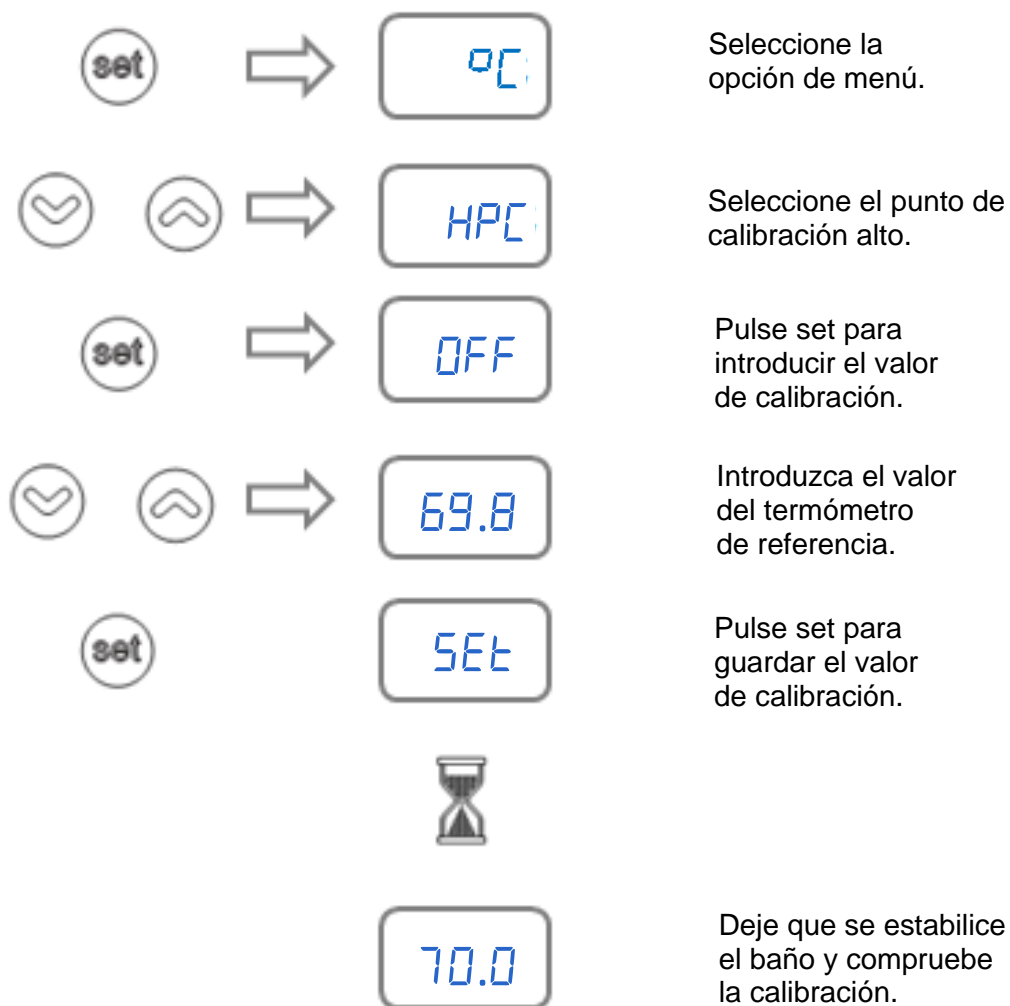 set
°C
Seleccione la
opción de menú.
HPC
Seleccione el punto de
calibración alto.
set
OFF
Pulse set para
introducir el valor
de calibración.
69.8
Introduzca el valor
del termómetro
de referencia.
set
SEt
Pulse set para
guardar el valor
de calibración.
70.0
Deje que se estabilice
el baño y compruebe
la calibración.